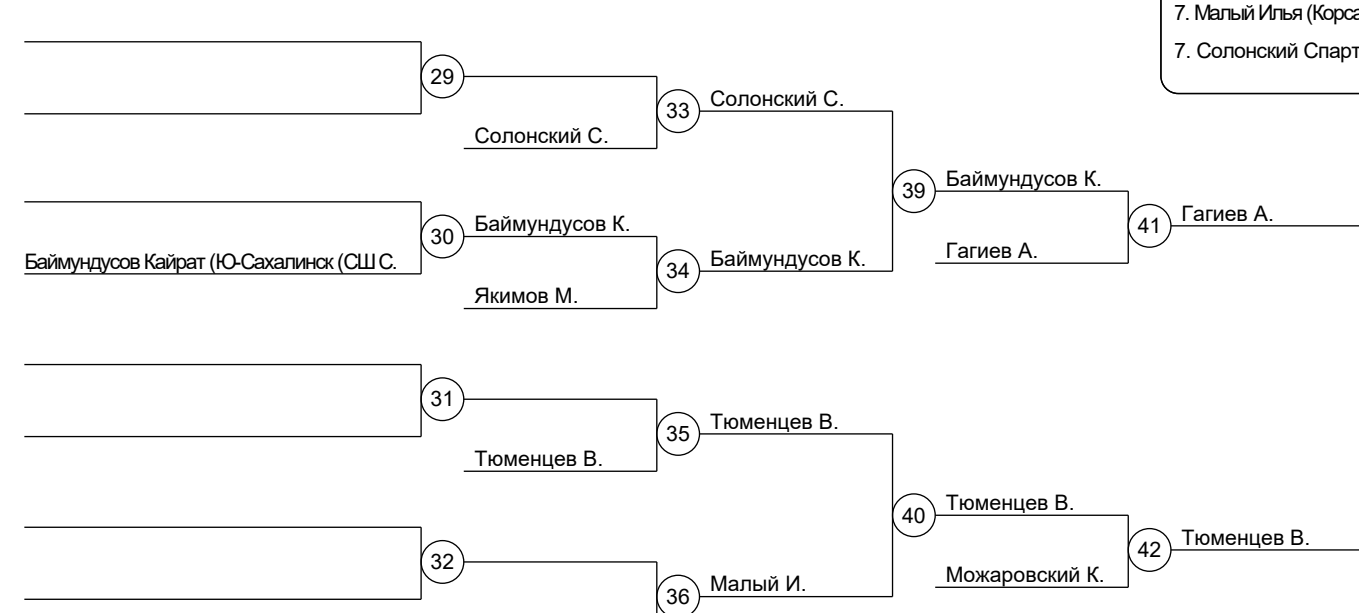 7. Малый Илья (Корса
7. Солонский Спарт
29
33
Солонский С.
Солонский С.
39
Баймундусов К.
30
Баймундусов К.
41
Гагиев А.
Баймундусов Кайрат (Ю-Сахалинск (СШ С.
34
Баймундусов К.
Гагиев А.
Якимов М.
31
35
Тюменцев В.
Тюменцев В.
40
Тюменцев В.
42
Тюменцев В.
32
Можаровский К.
36
Малый И.